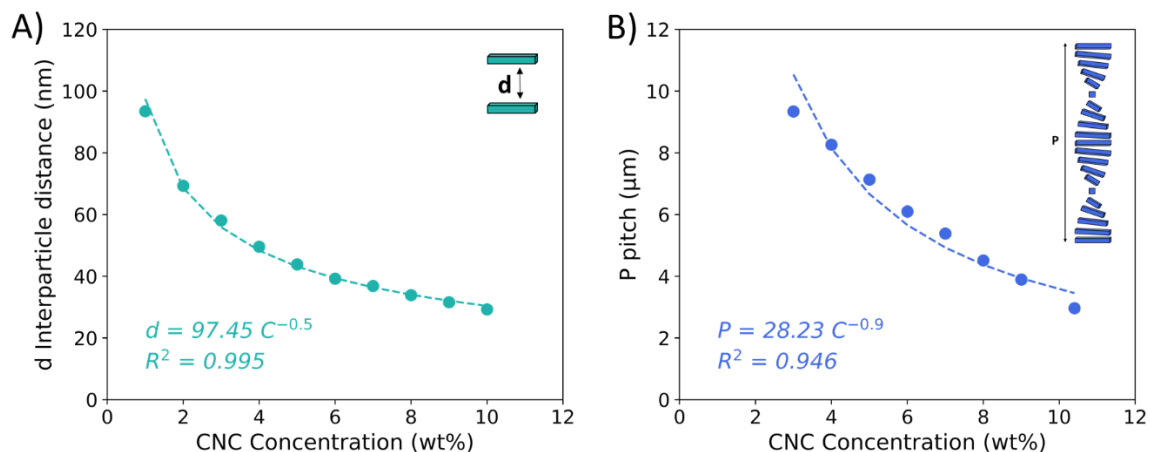 A)
120
100
80
60
40
20
0
d Interparticle distance (nm)
d
d = 97.45 C⁻⁰·⁵
R² = 0.995
0 2 4 6 8 10 12
CNC Concentration (wt%)
B)
12
10
8
6
4
2
0
P pitch (μm)
P
P = 28.23 C⁻⁰·⁹
R² = 0.946
0 2 4 6 8 10 12
CNC Concentration (wt%)